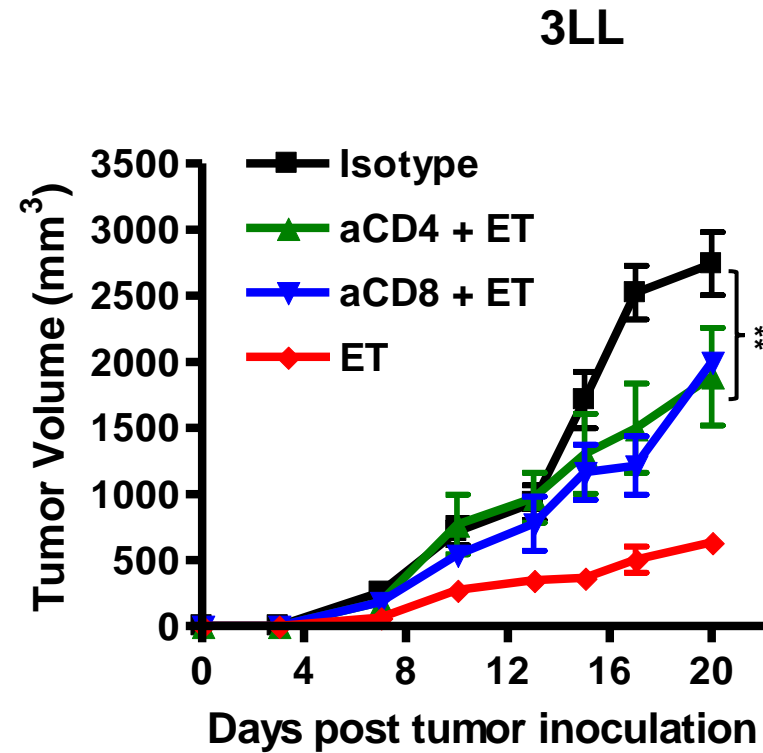 3LL
Tumor Volume (mm³)
3500
3000
2500
2000
1500
1000
500
0
Isotype
aCD4 + ET
aCD8 + ET
ET
**
0 4 8 12 16 20
Days post tumor inoculation